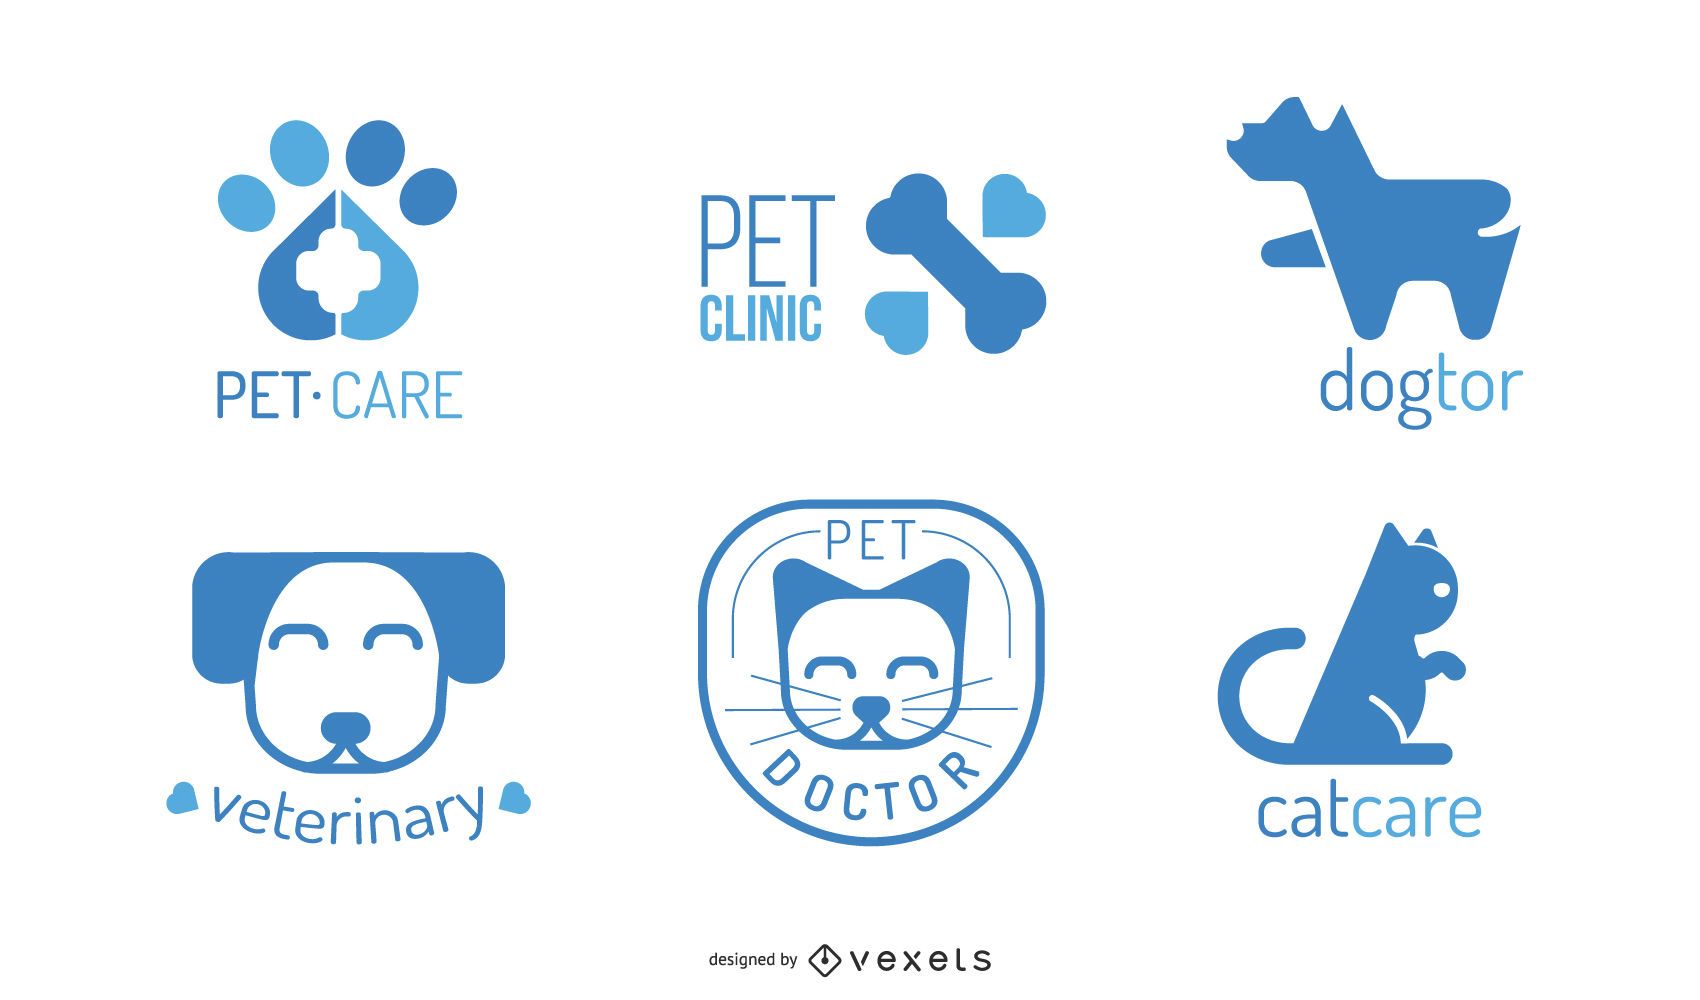 PET·CARE
PET
CLINIC
dogtor
veterinary
PET
DOCTOR
catcare
designed by vexels